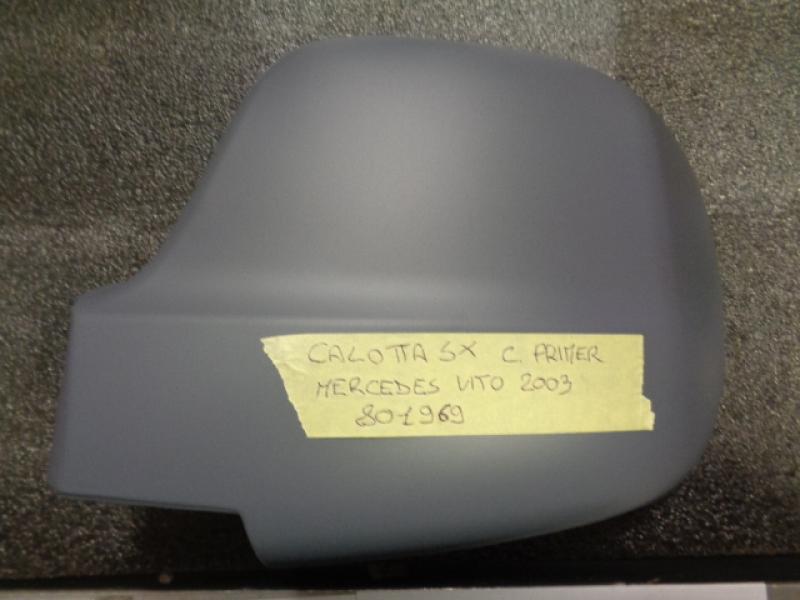 CALOTTA SX C. PRIMER
MERCEDES VITO 2003
801969